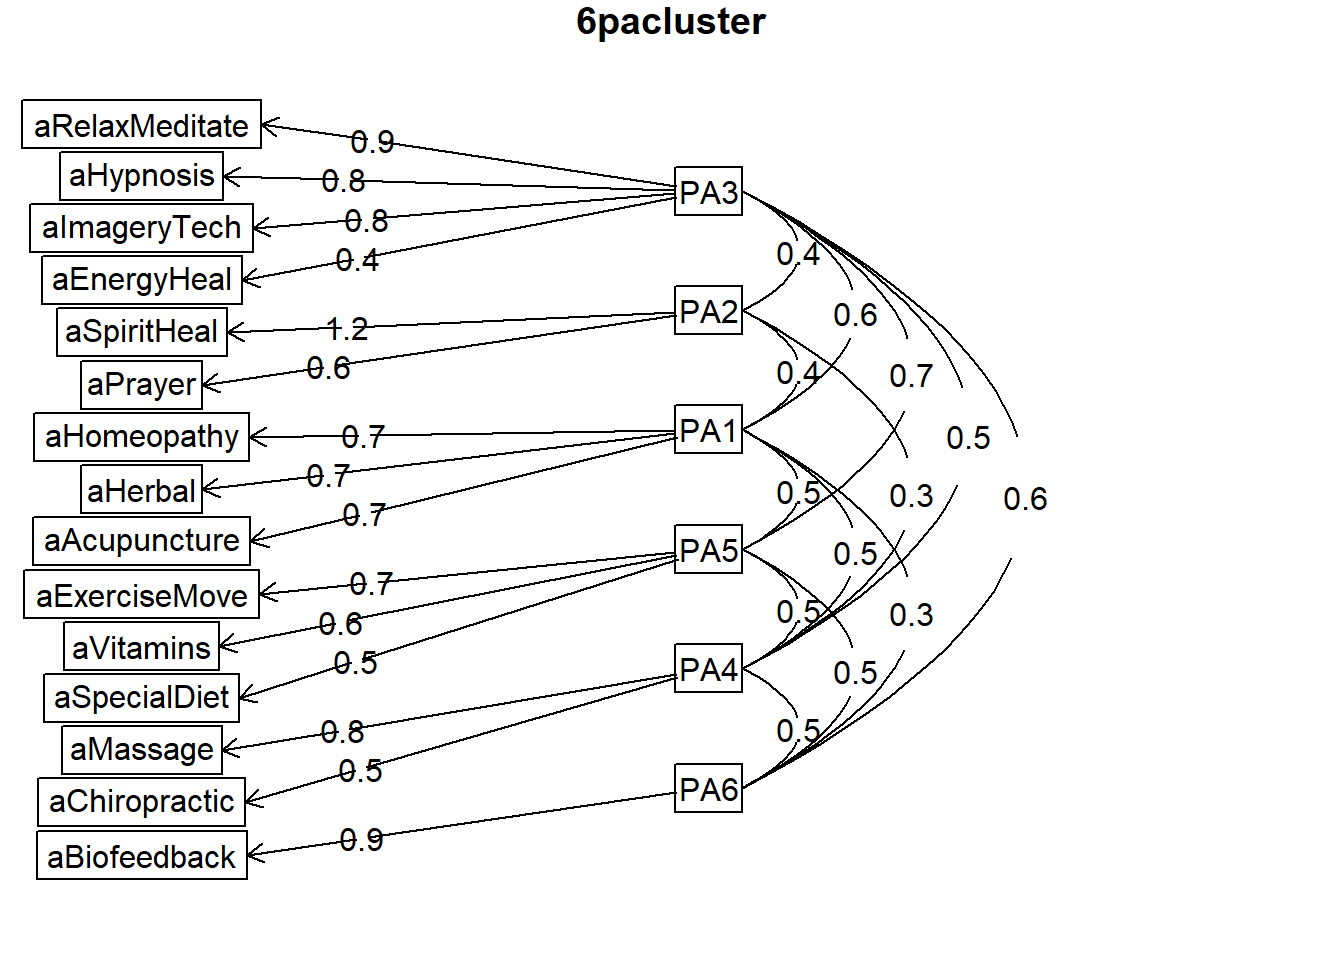 6pacluster
aRelaxMeditate
0.9
aHypnosis
0.8
PA3
aImageryTech
0.8
0.4
aEnergyHeal
0.4
PA2
0.6
aSpiritHeal
1.2
aPrayer
0.6
0.4
0.7
aHomeopathy
0.7
PA1
0.5
aHerbal
0.7
0.5
0.3
0.6
aAcupuncture
0.7
PA5
0.5
aExerciseMove
0.7
aVitamins
0.6
0.5
0.3
aSpecialDiet
0.5
PA4
0.5
aMassage
0.8
0.5
aChiropractic
0.5
PA6
aBiofeedback
0.9